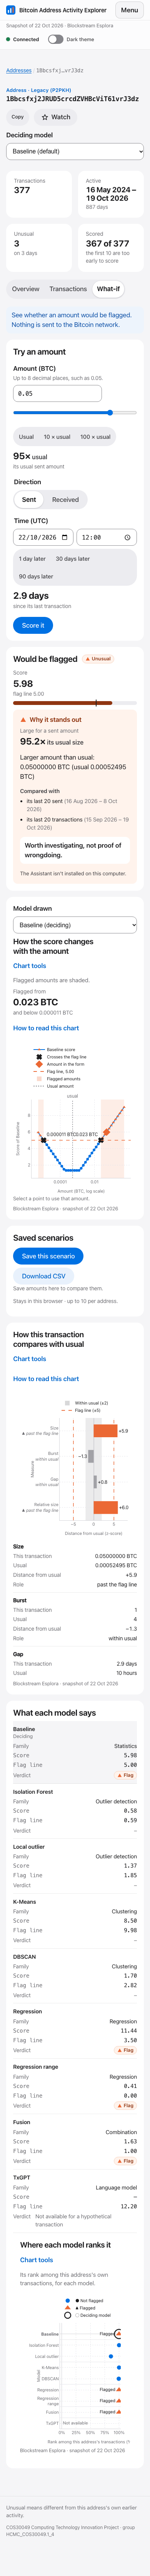 Bitcoin Address Activity Explorer
Menu
Snapshot of 22 Oct 2026 · Blockstream Esplora
Connected
Dark theme
Addresses
1Bbcsfxj…vrJ3dz
Address · Legacy (P2PKH)
1Bbcsfxj2JRUD5crcdZVHBcViT61vrJ3dz
Copy
Watch
Deciding model
Baseline (default)
Transactions
377
Active
16 May 2024 –
19 Oct 2026
887 days
Unusual
3
on 3 days
Scored
367 of 377
the first 10 are too
early to score
Overview
Transactions
What-if
See whether an amount would be flagged.
Nothing is sent to the Bitcoin network.
Try an amount
Amount (BTC)
Up to 8 decimal places, such as 0.05.
0.05
Usual
10 × usual
100 × usual
95× usual
Its usual sent amount
Direction
Sent
Received
Time (UTC)
22/10/2026
12:00
1 day later
30 days later
90 days later
2.9 days
since its last transaction
Score it
Would be flagged
Unusual
Score
5.98
flag line 5.00
Why it stands out
Large for a sent amount
95.2× its usual size
Larger amount than usual:
0.05000000 BTC (usual 0.00052495
BTC)
Compared with
its last 20 sent (16 Aug 2026 – 8 Oct
2026)
its last 20 transactions (15 Sep 2026 – 19
Oct 2026)
Worth investigating, not proof of
wrongdoing.
The Assistant isn't installed on this computer.
Model drawn
Baseline (deciding)
How the score changes
with the amount
Chart tools
Flagged amounts are shaded.
Flagged from
0.023 BTC
and below 0.000011 BTC
How to read this chart
Baseline score
Crosses the flag line
Amount in the form
Flag line, 5.00
Flagged amounts
Usual amount
usual
Score of Baseline
8
6
4
2
0.000011 BTC
0.023 BTC
0.0001
0.01
Amount (BTC, log scale)
Select a point to use that amount.
Blockstream Esplora · snapshot of 22 Oct 2026
Saved scenarios
Save this scenario
Download CSV
Save amounts here to compare them.
Stays in this browser · up to 10 per address.
How this transaction
compares with usual
Chart tools
How to read this chart
Within usual (±2)
Flag line (±5)
Measure
Size
▲ past the flag line
+5.9
Burst
within usual
−1.3
Gap
within usual
+0.8
Relative size
▲ past the flag line
+6.0
−5
0
5
Distance from usual (z-score)
Size
This transaction
0.05000000 BTC
Usual
0.00052495 BTC
Distance from usual
+5.9
Role
past the flag line
Burst
This transaction
1
Usual
4
Distance from usual
−1.3
Role
within usual
Gap
This transaction
2.9 days
Usual
10 hours
Blockstream Esplora · snapshot of 22 Oct 2026
What each model says
Baseline
Deciding
Family
Statistics
Score
5.98
Flag line
5.00
Verdict
Flag
Isolation Forest
Family
Outlier detection
Score
0.58
Flag line
0.59
Verdict
–
Local outlier
Family
Outlier detection
Score
1.37
Flag line
1.85
Verdict
–
K-Means
Family
Clustering
Score
8.50
Flag line
9.98
Verdict
–
DBSCAN
Family
Clustering
Score
1.70
Flag line
2.82
Verdict
–
Regression
Family
Regression
Score
11.44
Flag line
3.50
Verdict
Flag
Regression range
Family
Regression
Score
0.41
Flag line
0.00
Verdict
Flag
Fusion
Family
Combination
Score
1.63
Flag line
1.00
Verdict
Flag
TxGPT
Family
Language model
Score
–
Flag line
12.20
Verdict
Not available for a hypothetical
transaction
Where each model ranks it
Chart tools
Its rank among this address's own
transactions, for each model.
Not flagged
Flagged
Deciding model
Model
Baseline
Flagged
Isolation Forest
Local outlier
K-Means
DBSCAN
Regression
Flagged
Regression
range
Flagged
Fusion
Flagged
TxGPT
Not available
0%
25%
50%
75%
100%
Rank among this address's transactions (%
Blockstream Esplora · snapshot of 22 Oct 2026
Unusual means different from this address's own earlier
activity.
COS30049 Computing Technology Innovation Project · group
HCMC_COS30049.1_4